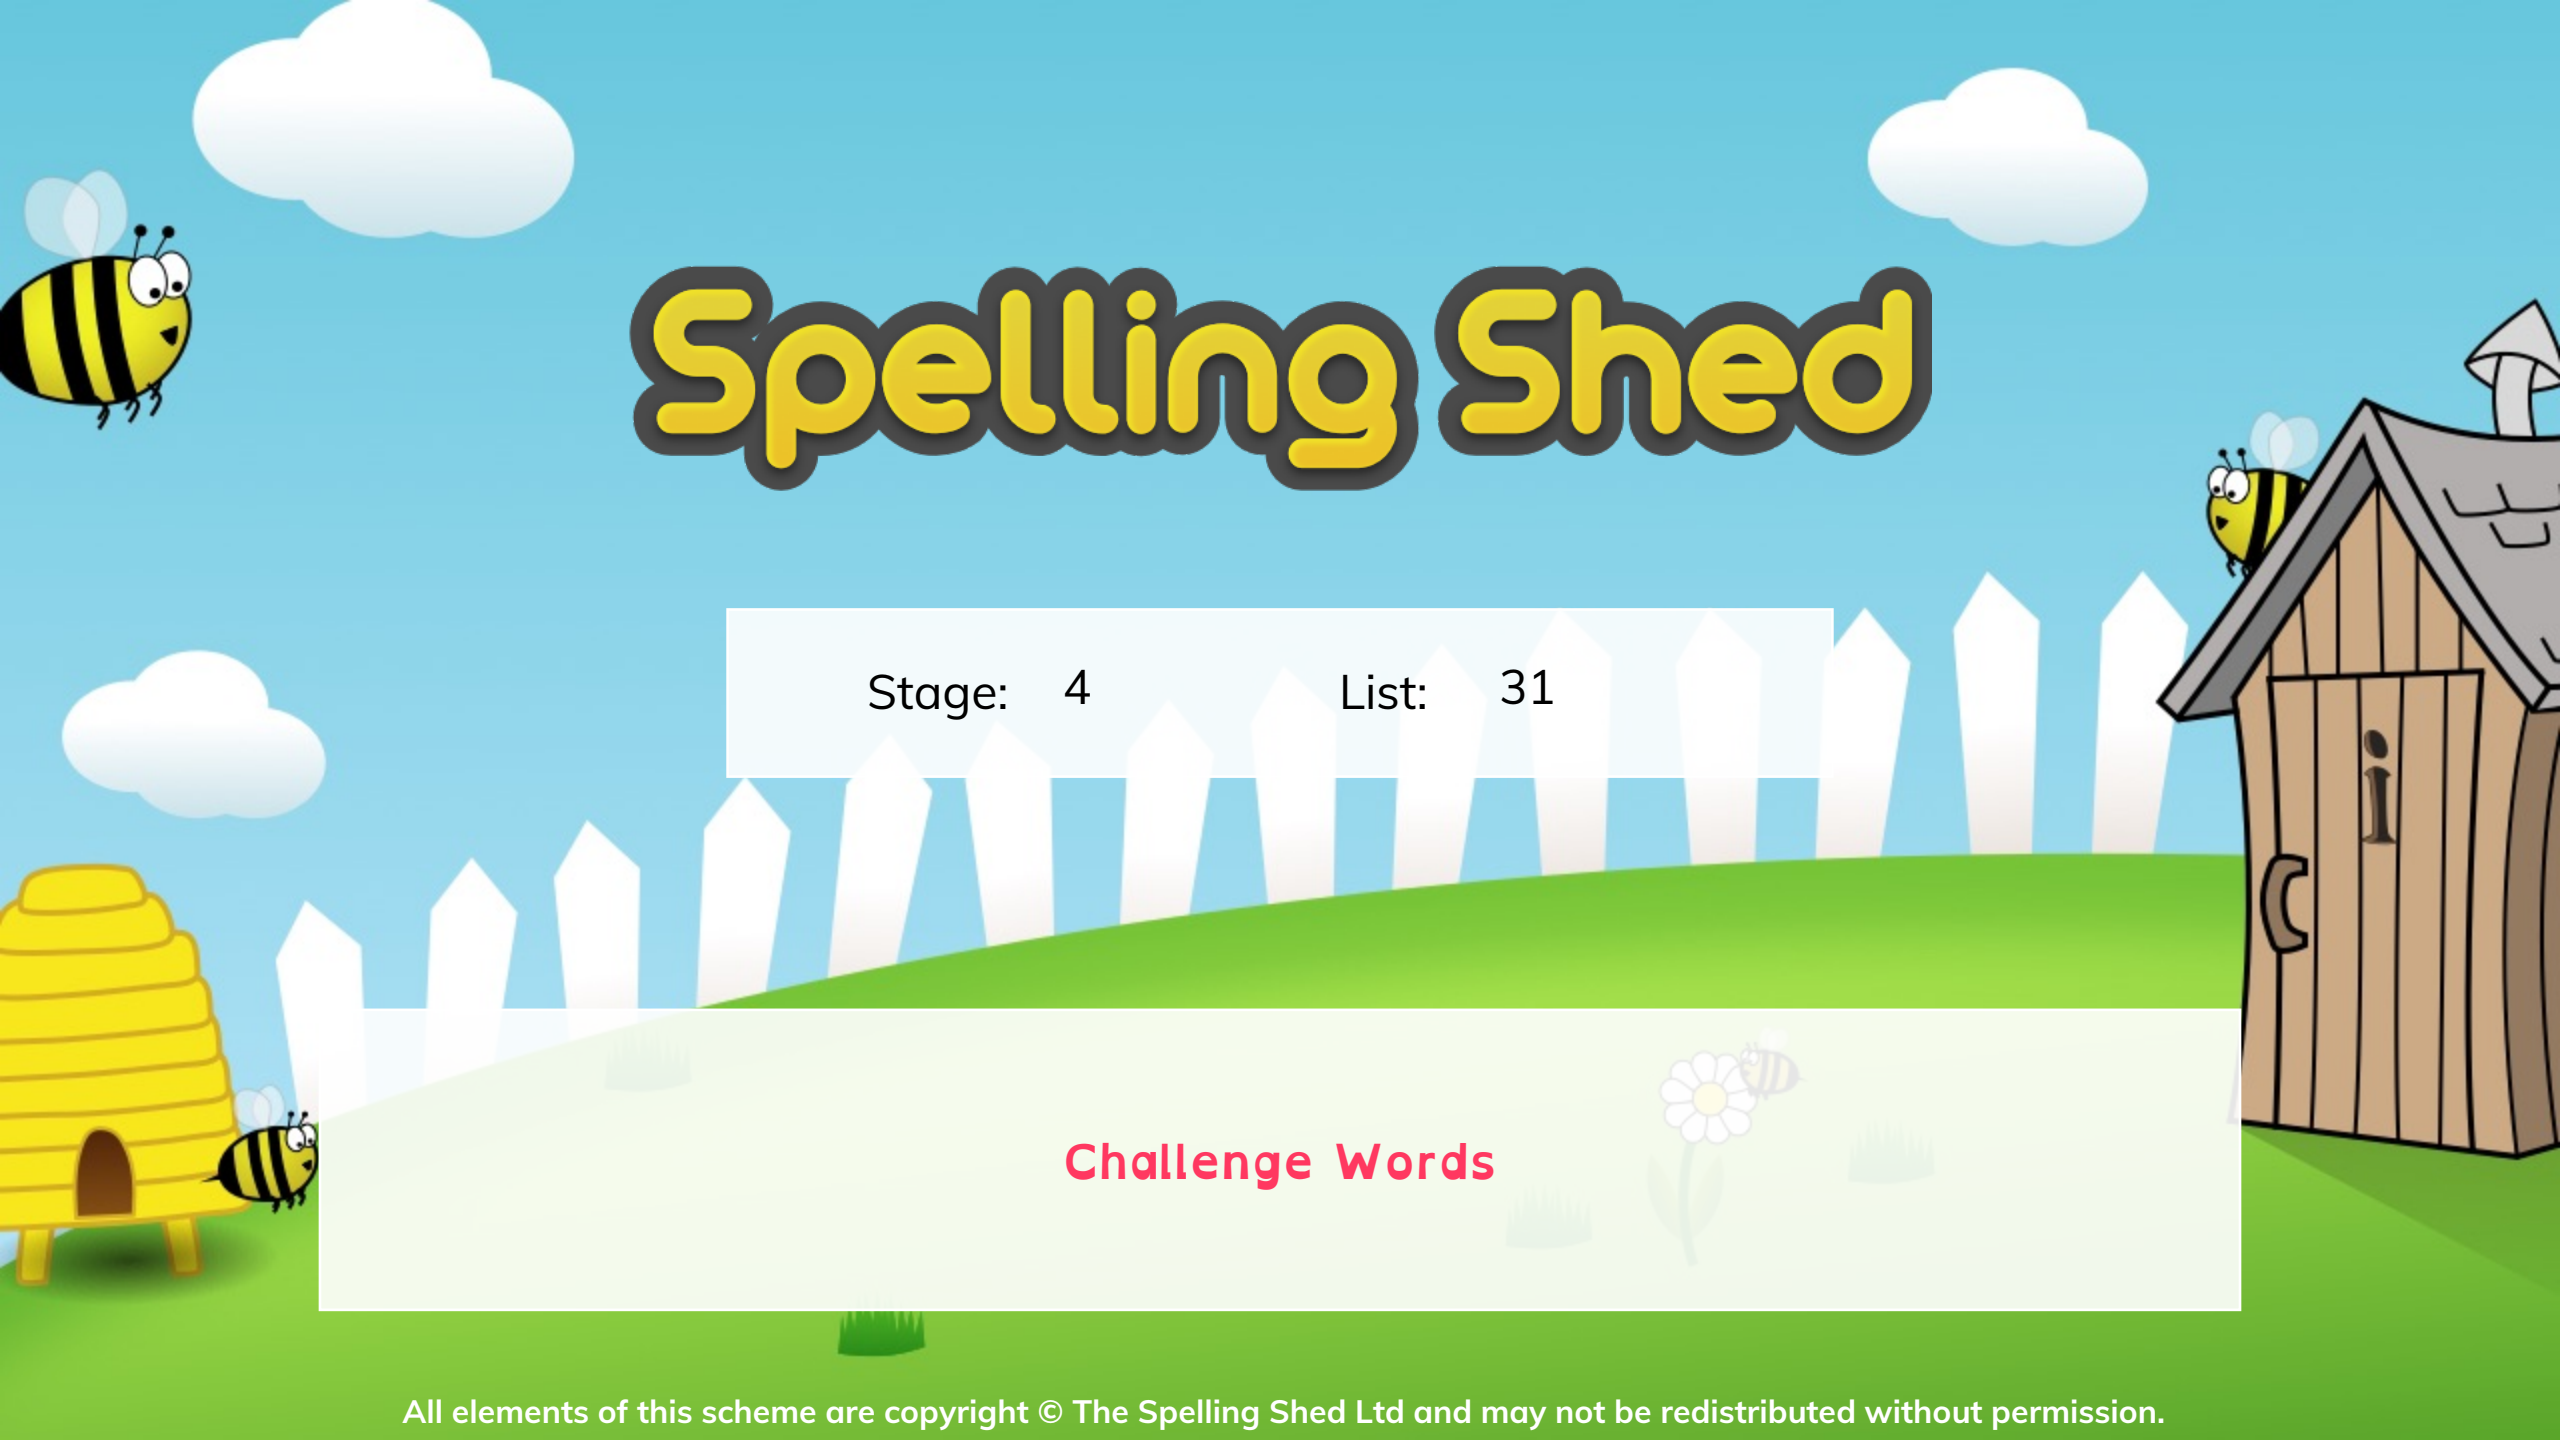 Spelling Shed
Stage: 4 List: 31
Challenge Words
All elements of this scheme are copyright © The Spelling Shed Ltd and may not be redistributed without permission.